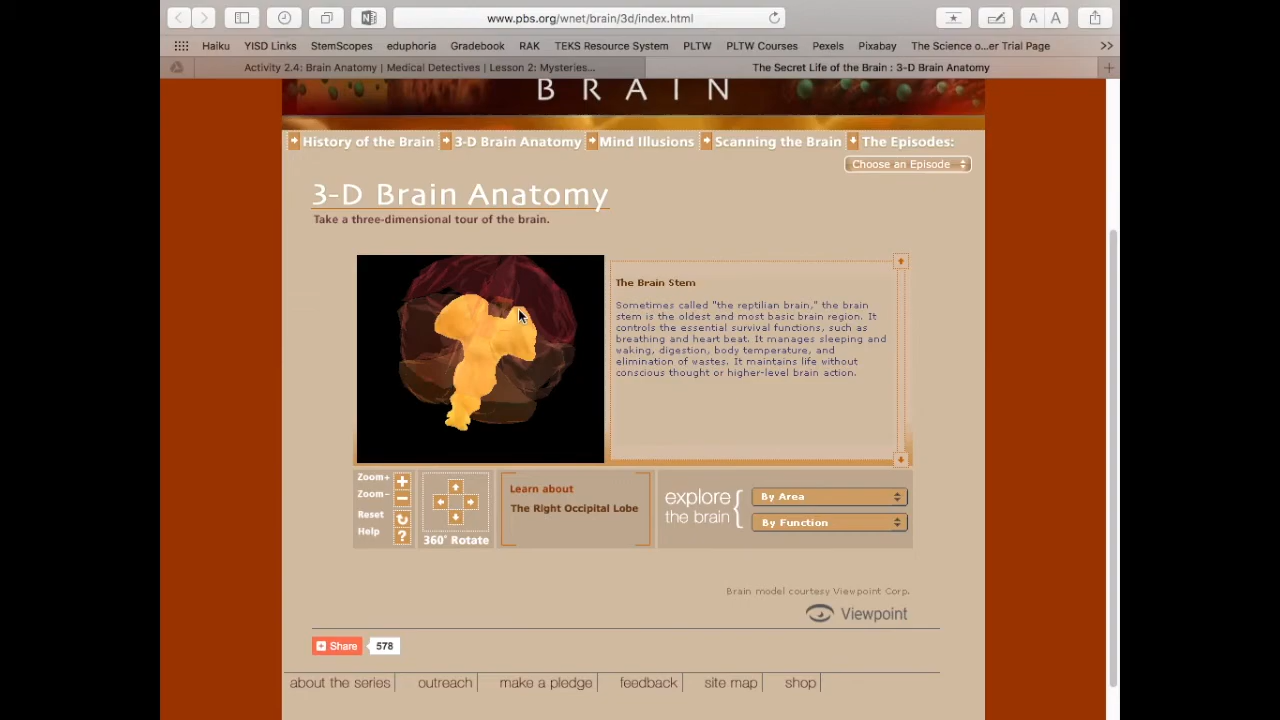 www.pbs.org/wnet/brain/3d/index.html
A A
Haiku YISD Links StemScopes eduphoria Gradebook RAK TEKS Resource System PLTW PLTW Courses Pexels Pixabay The Science o...er Trial Page >>
Activity 2.4: Brain Anatomy | Medical Detectives | Lesson 2: Mysteries... The Secret Life of the Brain : 3-D Brain Anatomy +
BRAIN
History of the Brain 3-D Brain Anatomy Mind Illusions Scanning the Brain The Episodes:
Choose an Episode
3-D Brain Anatomy
Take a three-dimensional tour of the brain.
The Brain Stem
Sometimes called "the reptilian brain," the brain
stem is the oldest and most basic brain region. It
controls the essential survival functions, such as
breathing and heart beat. It manages sleeping and
waking, digestion, body temperature, and
elimination of wastes. It maintains life without
conscious thought or higher-level brain action.
Zoom+ +
Zoom- -
Reset
Help ?
360° Rotate
Learn about
The Right Occipital Lobe
explore
the brain {
By Area
By Function
Brain model courtesy Viewpoint Corp.
Viewpoint
Share 578
about the series outreach make a pledge feedback site map shop